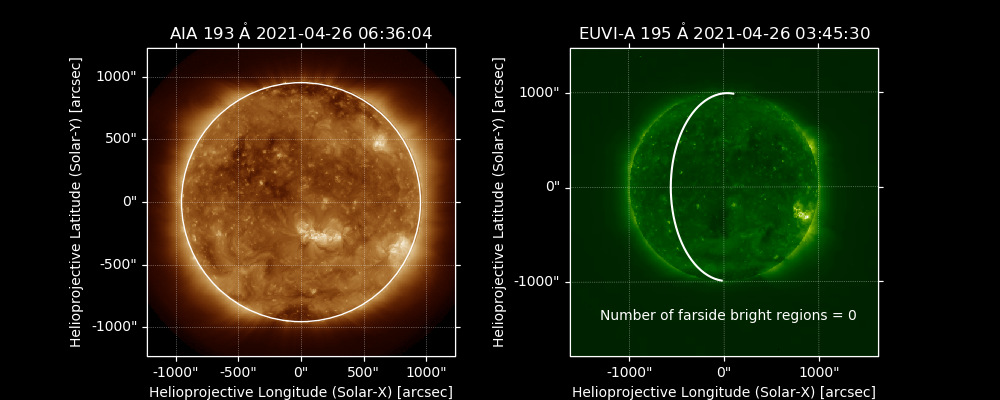 AIA 193 Å 2021-04-26 06:36:04
Helioprojective Latitude (Solar-Y) [arcsec]
1000"
500"
0"
-500"
-1000"
-1000"
-500"
0"
500"
1000"
Helioprojective Longitude (Solar-X) [arcsec]
EUVI-A 195 Å 2021-04-26 03:45:30
Helioprojective Latitude (Solar-Y) [arcsec]
1000"
0"
-1000"
Number of farside bright regions = 0
-1000"
0"
1000"
Helioprojective Longitude (Solar-X) [arcsec]